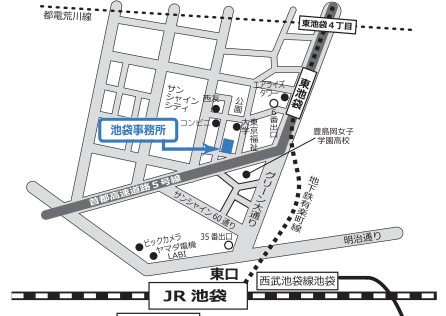 都電荒川線
東池袋4丁目
サン
シャイン
シティ
西友
公園
エアライズ
タワー
東池袋
6番出口
コンビニ
東京福祉
大学
池袋事務所
豊島岡女子
学園高校
首都高速道路5号線
グリーン大通り
地下鉄有楽町線
サンシャイン60通り
ビックカメラ
ヤマダ電機
LABI
35番出口
明治通り
東口
西武池袋線池袋
JR 池袋